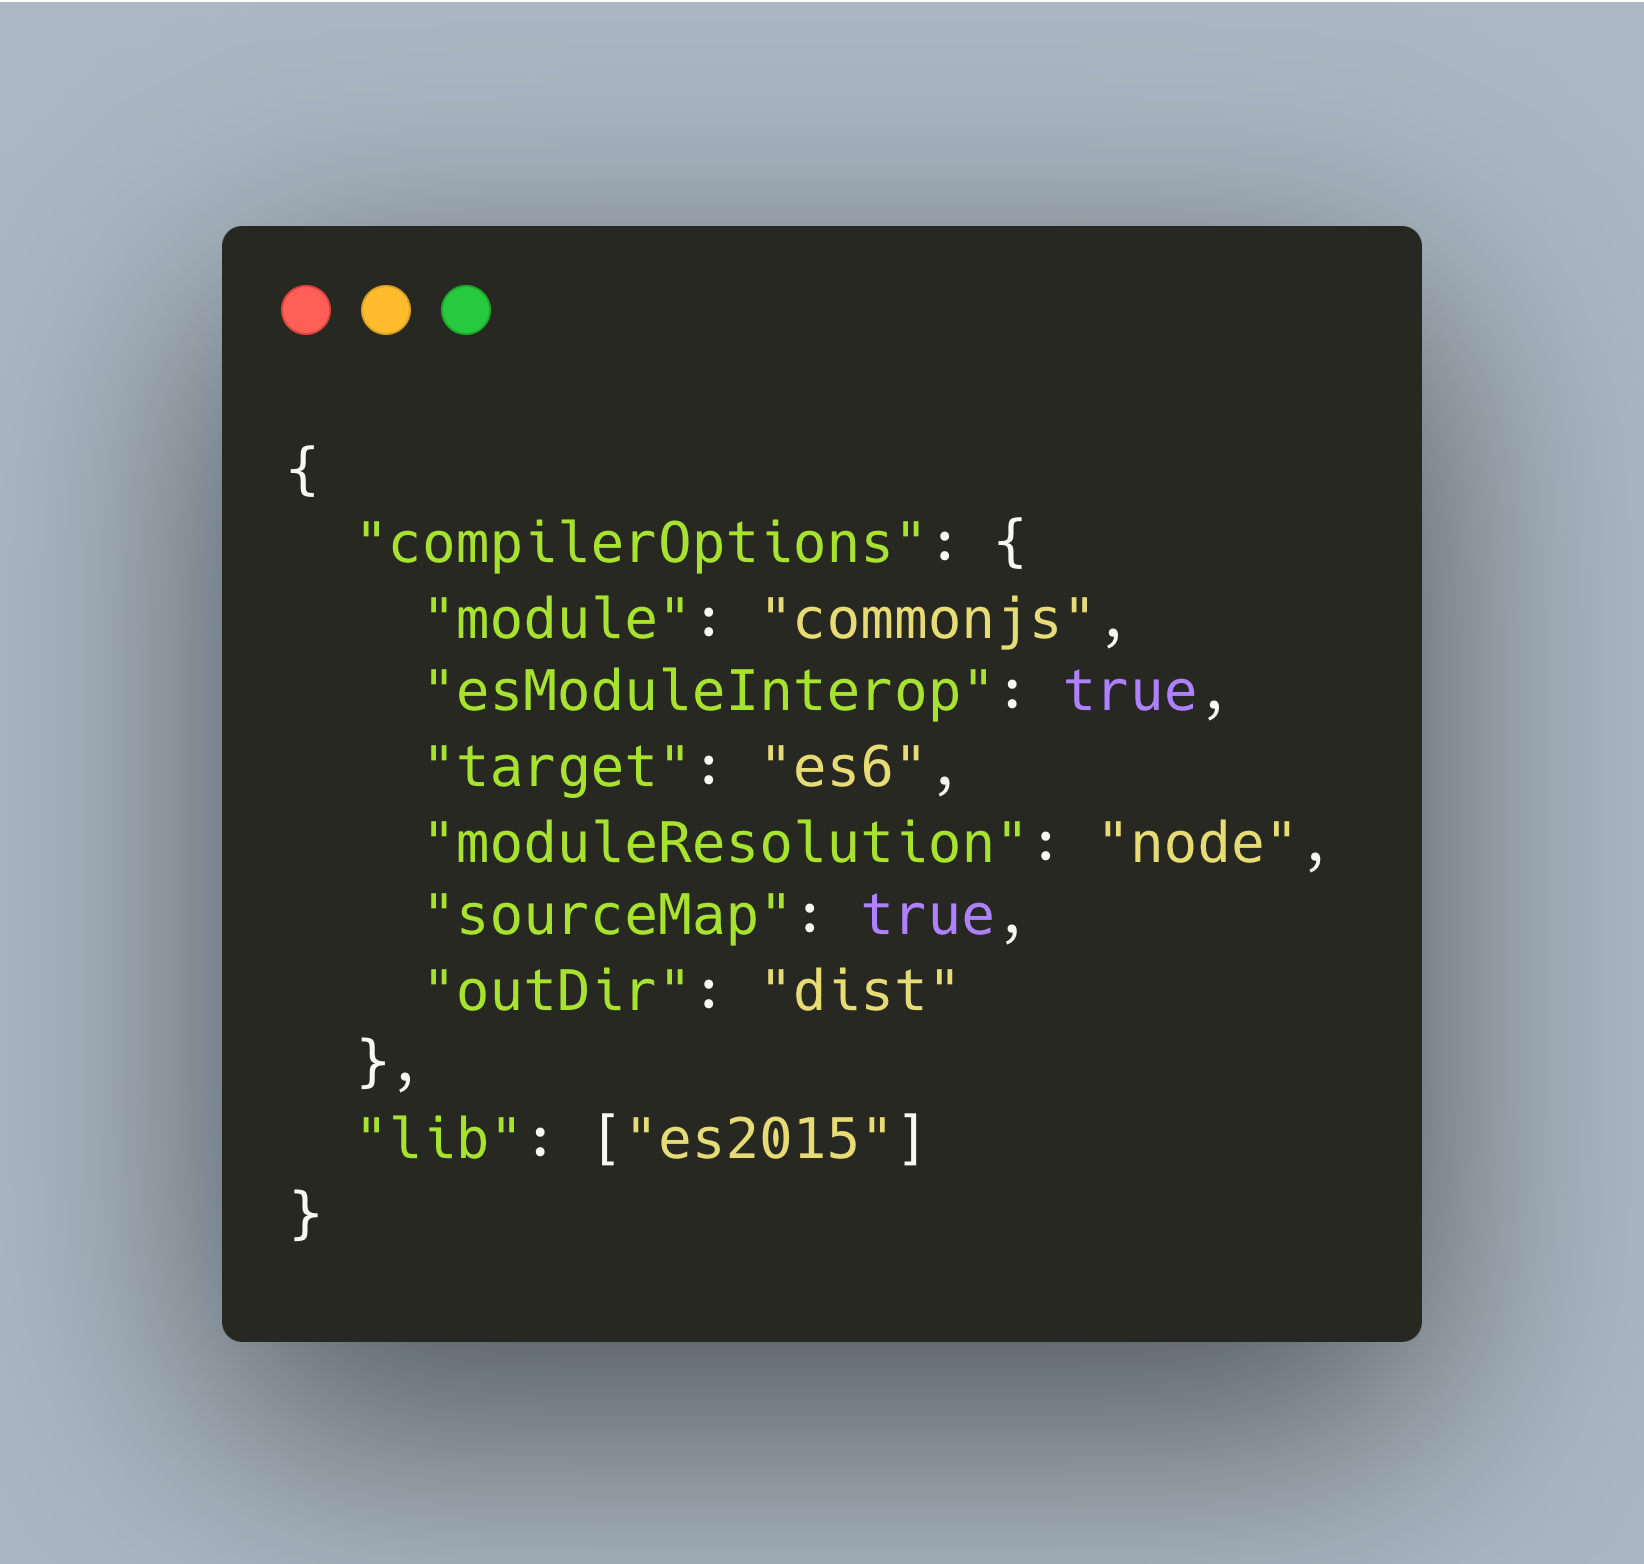 {
  "compilerOptions": {
    "module": "commonjs",
    "esModuleInterop": true,
    "target": "es6",
    "moduleResolution": "node",
    "sourceMap": true,
    "outDir": "dist"
  },
  "lib": ["es2015"]
}